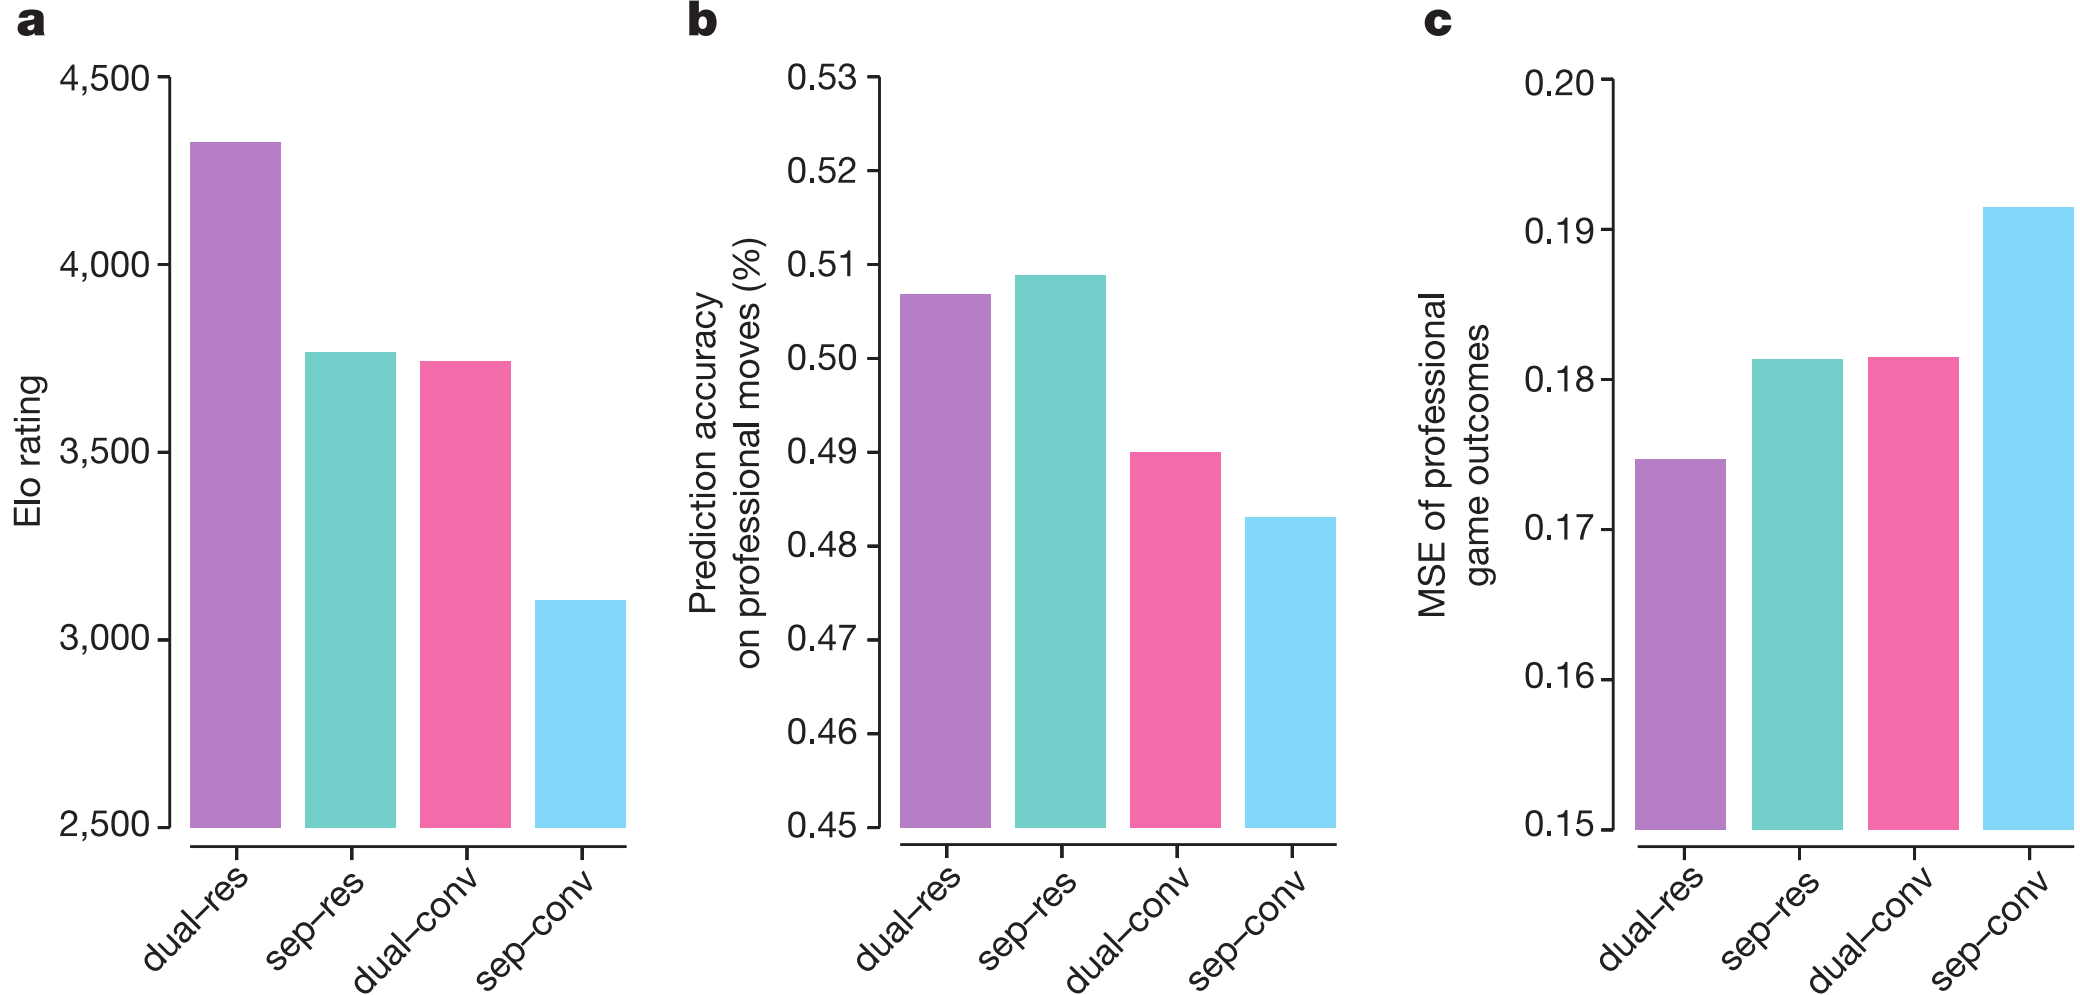 a
4,500
4,000
3,500
3,000
2,500
Elo rating
dual–res
sep–res
dual–conv
sep–conv
b
0.53
0.52
0.51
0.50
0.49
0.48
0.47
0.46
0.45
Prediction accuracy
on professional moves (%)
dual–res
sep–res
dual–conv
sep–conv
c
0.20
0.19
0.18
0.17
0.16
0.15
MSE of professional
game outcomes
dual–res
sep–res
dual–conv
sep–conv